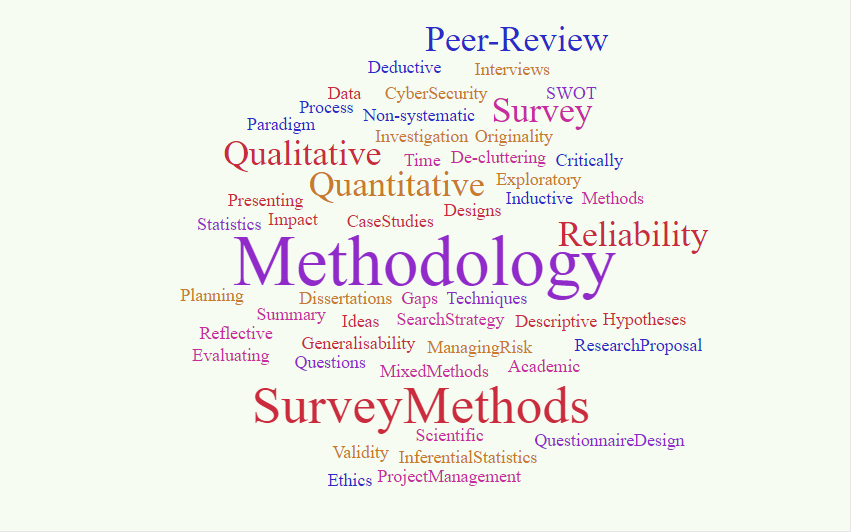 Peer-Review
Deductive Interviews
Data CyberSecurity SWOT
Process Non-systematic Survey
Paradigm
Investigation Originality
Qualitative Time De-cluttering Critically
Quantitative Exploratory
Presenting Inductive Methods
Statistics Impact CaseStudies Designs
Reliability
Methodology
Planning Dissertations Gaps Techniques
Summary Ideas SearchStrategy Descriptive Hypotheses
Reflective
Generalisability ManagingRisk ResearchProposal
Evaluating Questions MixedMethods Academic
SurveyMethods
Scientific QuestionnaireDesign
Validity InferentialStatistics
Ethics ProjectManagement